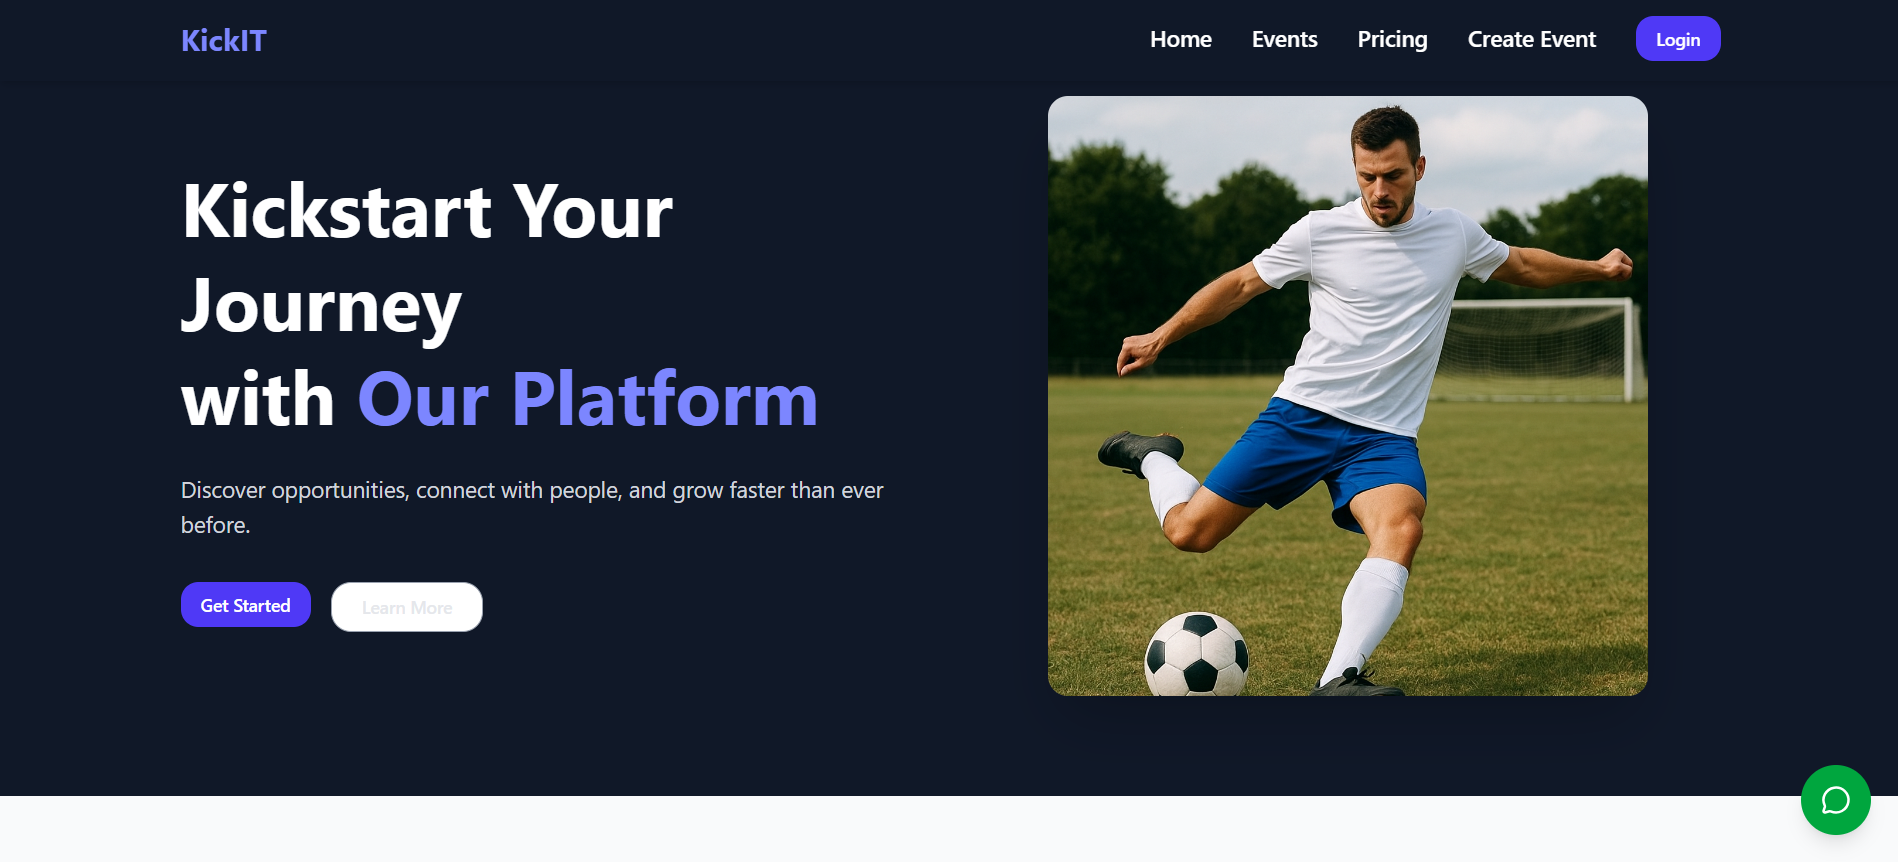 KickIT
Home
Events
Pricing
Create Event
Login
Kickstart Your
Journey
with Our Platform
Discover opportunities, connect with people, and grow faster than ever
before.
Get Started
Learn More